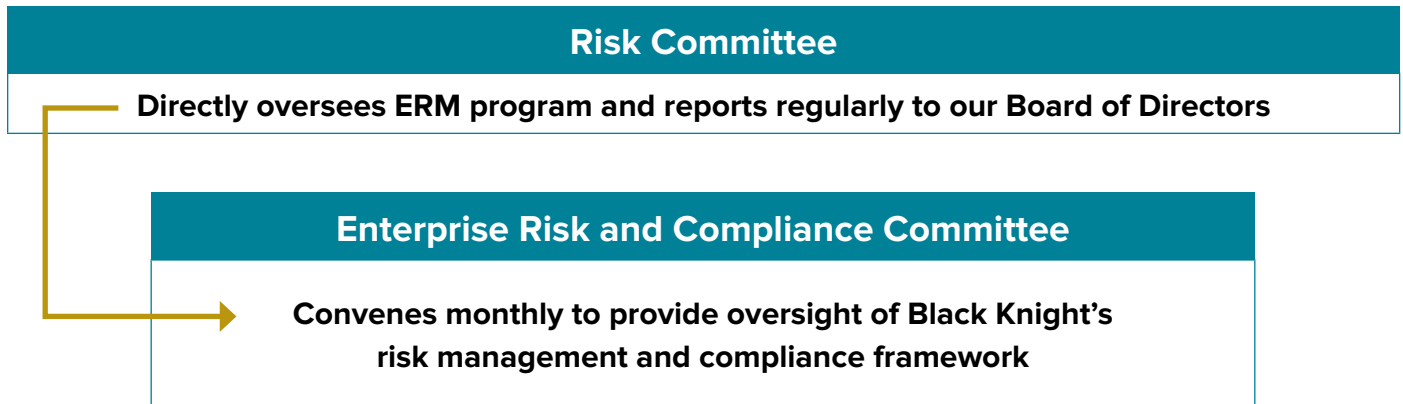 Risk Committee
Directly oversees ERM program and reports regularly to our Board of Directors
Enterprise Risk and Compliance Committee
Convenes monthly to provide oversight of Black Knight’s
risk management and compliance framework